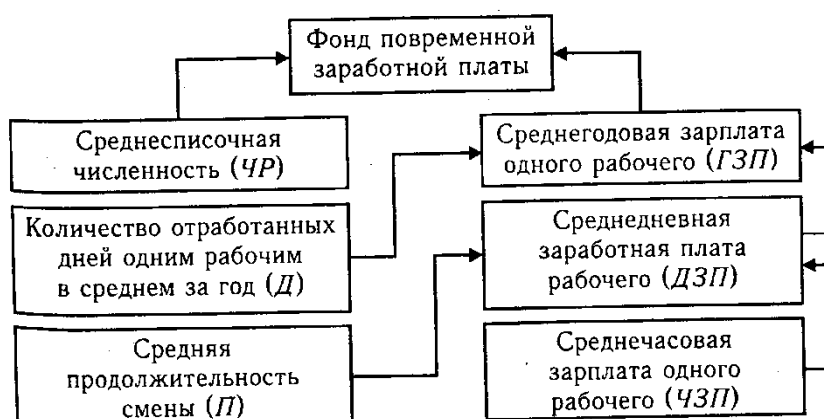 Фонд повременной
заработной платы
Среднесписочная
численность (ЧР)
Среднегодовая зарплата
одного рабочего (ГЗП)
Количество отработанных
дней одним рабочим
в среднем за год (Д)
Среднедневная
заработная плата
рабочего (ДЗП)
Средняя
продолжительность
смены (П)
Среднечасовая
зарплата одного
рабочего (ЧЗП)